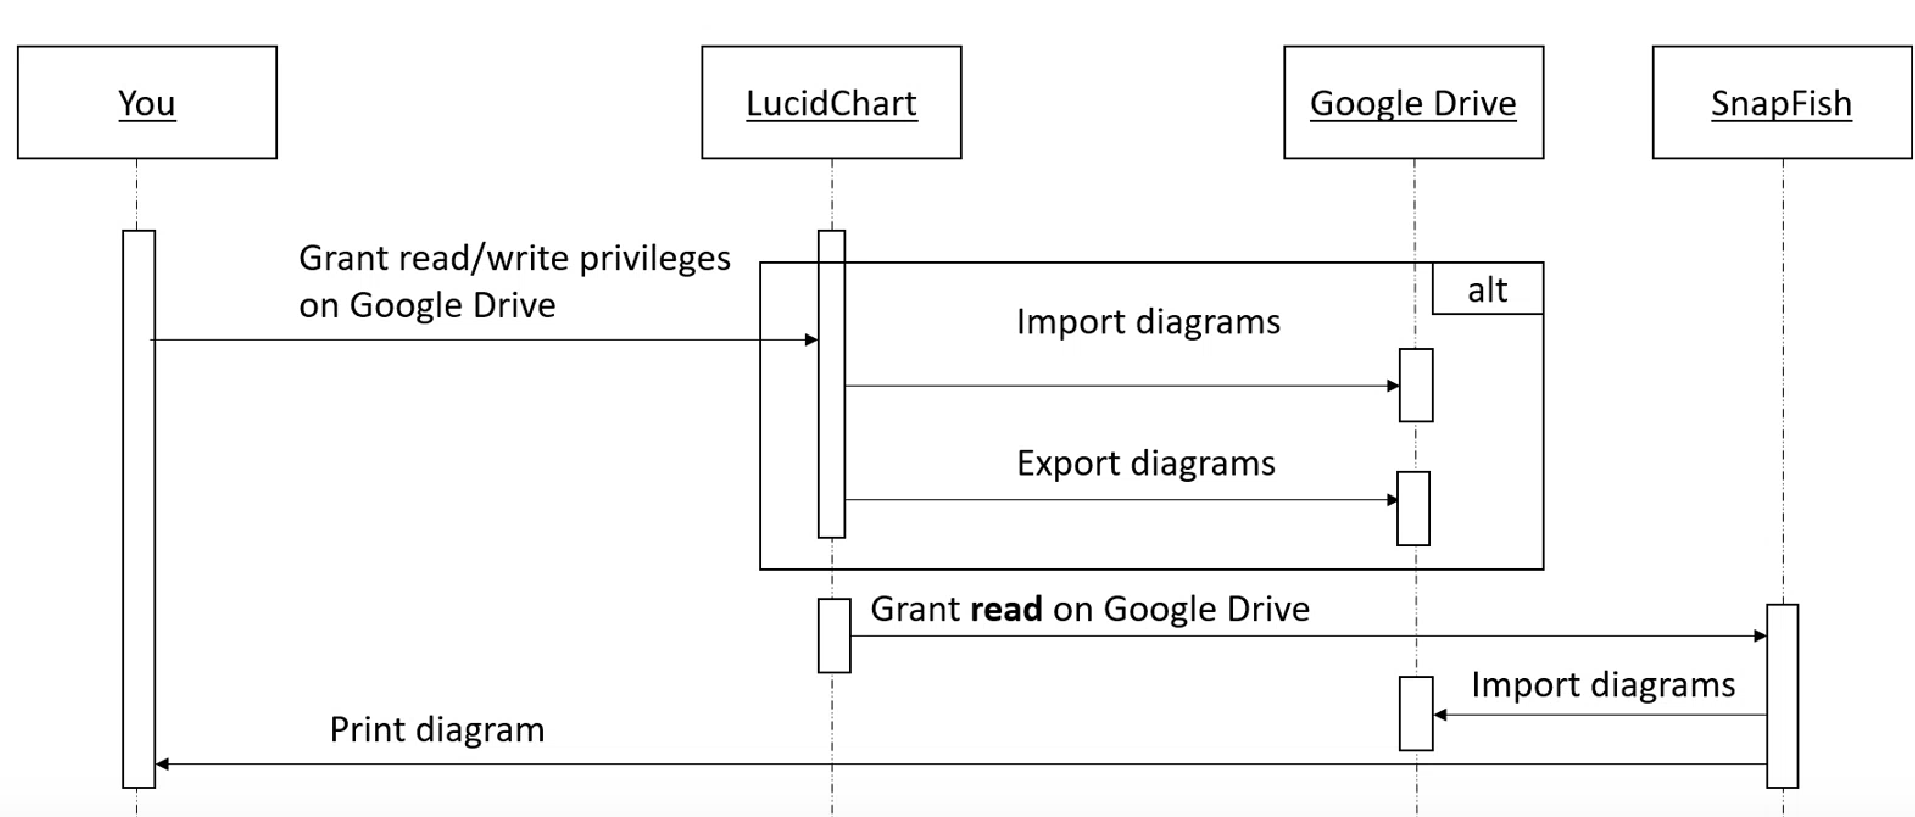 You
LucidChart
Google Drive
SnapFish
Grant read/write privileges
on Google Drive
alt
Import diagrams
Export diagrams
Grant read on Google Drive
Import diagrams
Print diagram